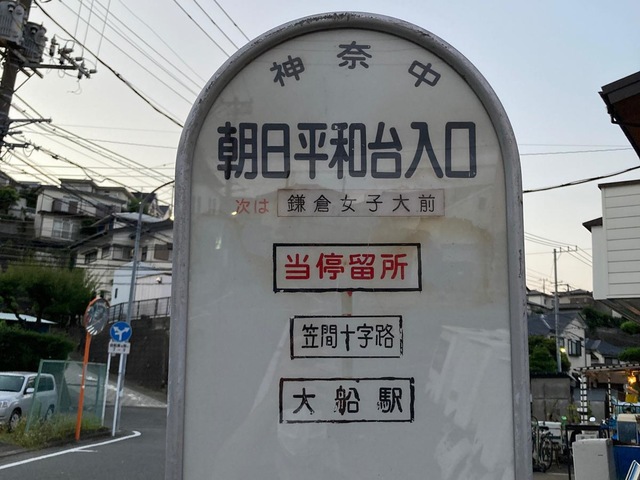 神奈中
朝日平和台入口
次は 鎌倉女子大前
当停留所
笠間十字路
大船駅